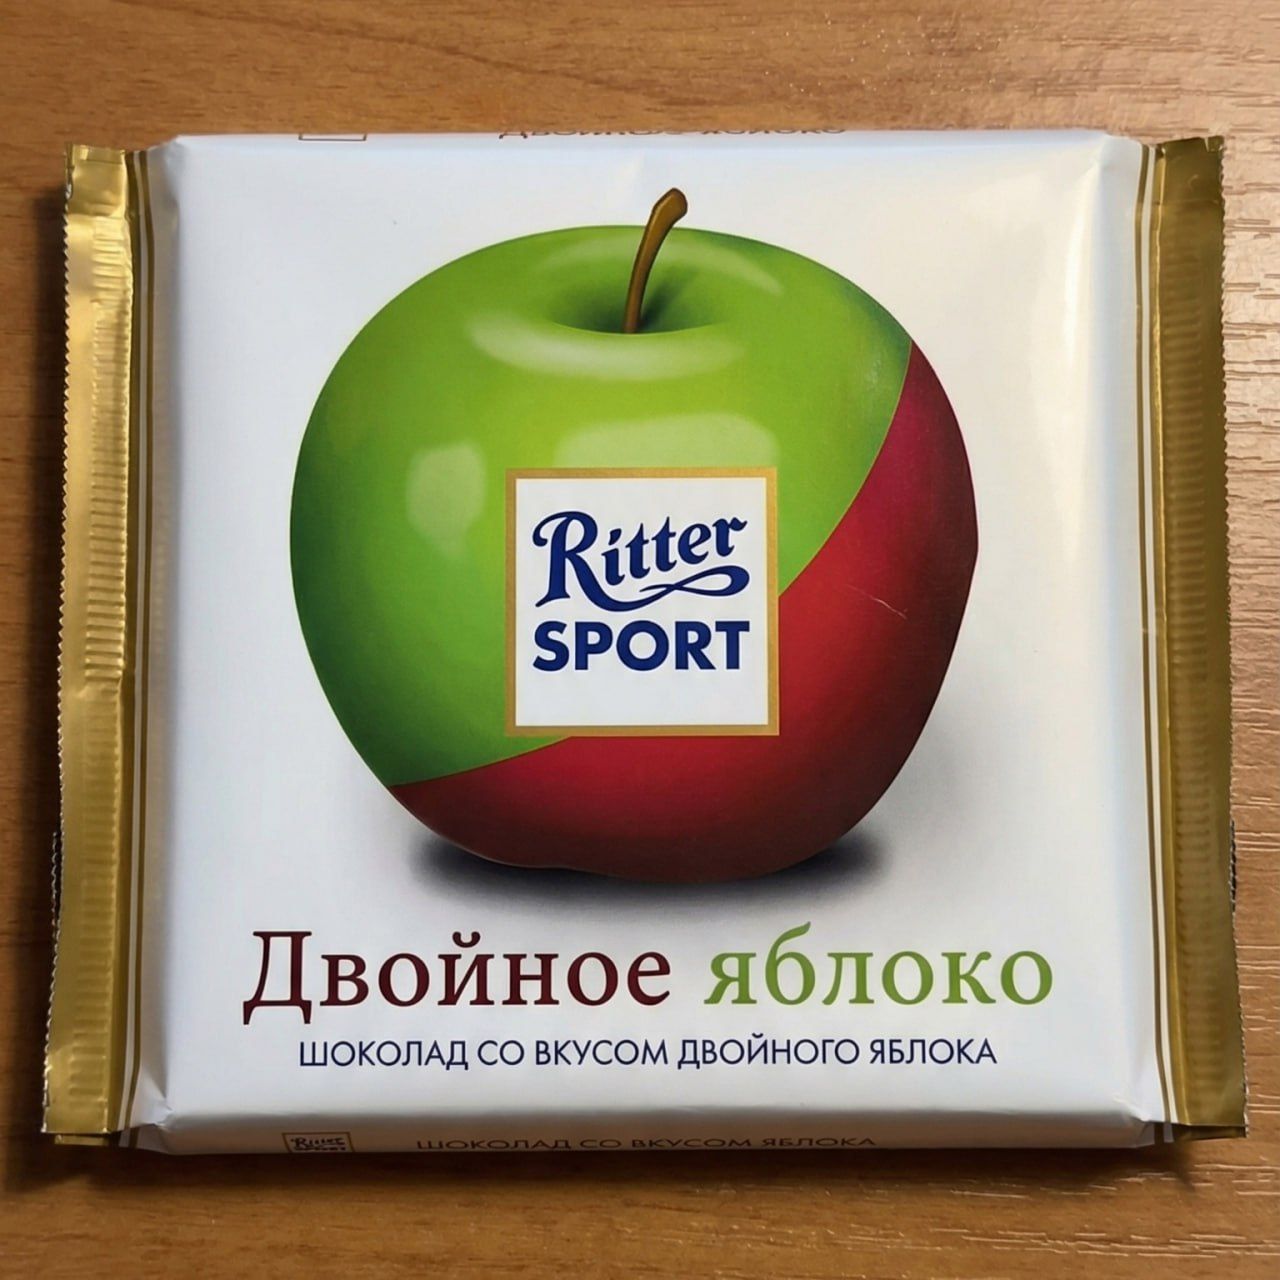 Двойное яблоко
Ritter
SPORT
Двойное яблоко
ШОКОЛАД СО ВКУСОМ ДВОЙНОГО ЯБЛОКА
Ritter
SPORT
ШОКОЛАД СО ВКУСОМ ЯБЛОКА